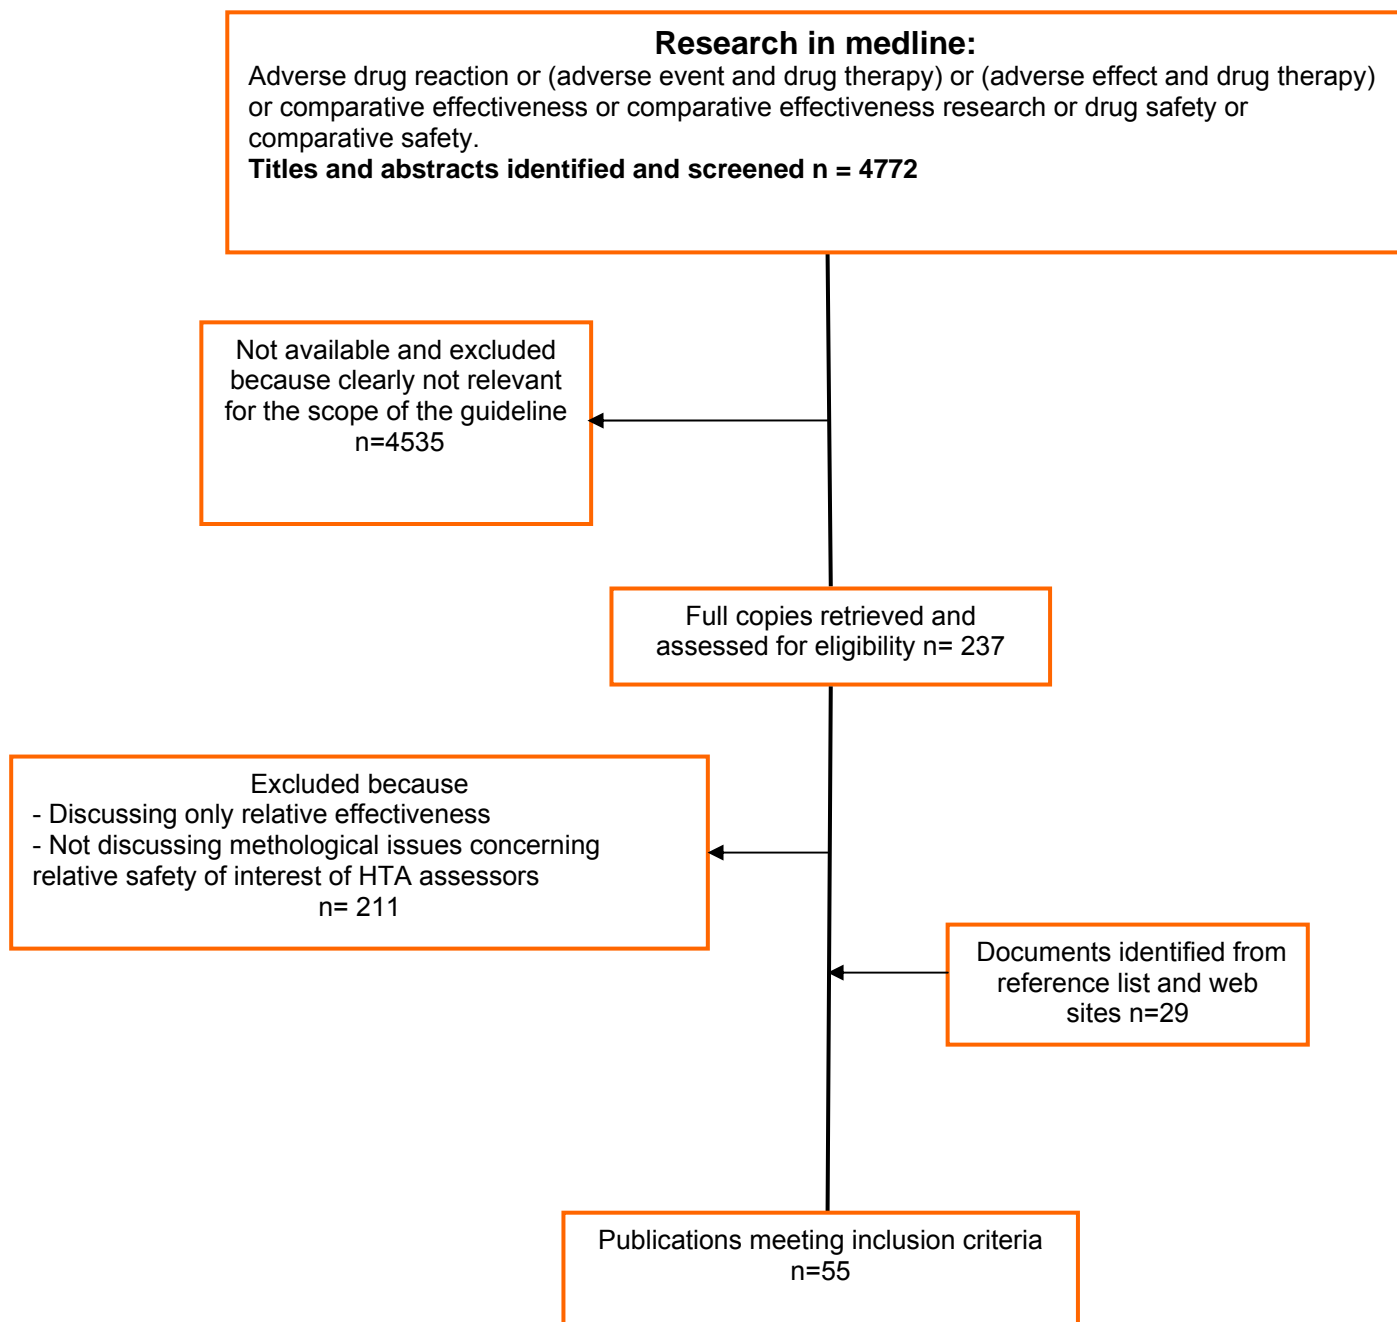 Research in medline:
Adverse drug reaction or (adverse event and drug therapy) or (adverse effect and drug therapy)
or comparative effectiveness or comparative effectiveness research or drug safety or
comparative safety.
Titles and abstracts identified and screened n = 4772
Not available and excluded
because clearly not relevant
for the scope of the guideline
n=4535
Full copies retrieved and
assessed for eligibility n= 237
Excluded because
- Discussing only relative effectiveness
- Not discussing methological issues concerning
relative safety of interest of HTA assessors
n= 211
Documents identified from
reference list and web
sites n=29
Publications meeting inclusion criteria
n=55